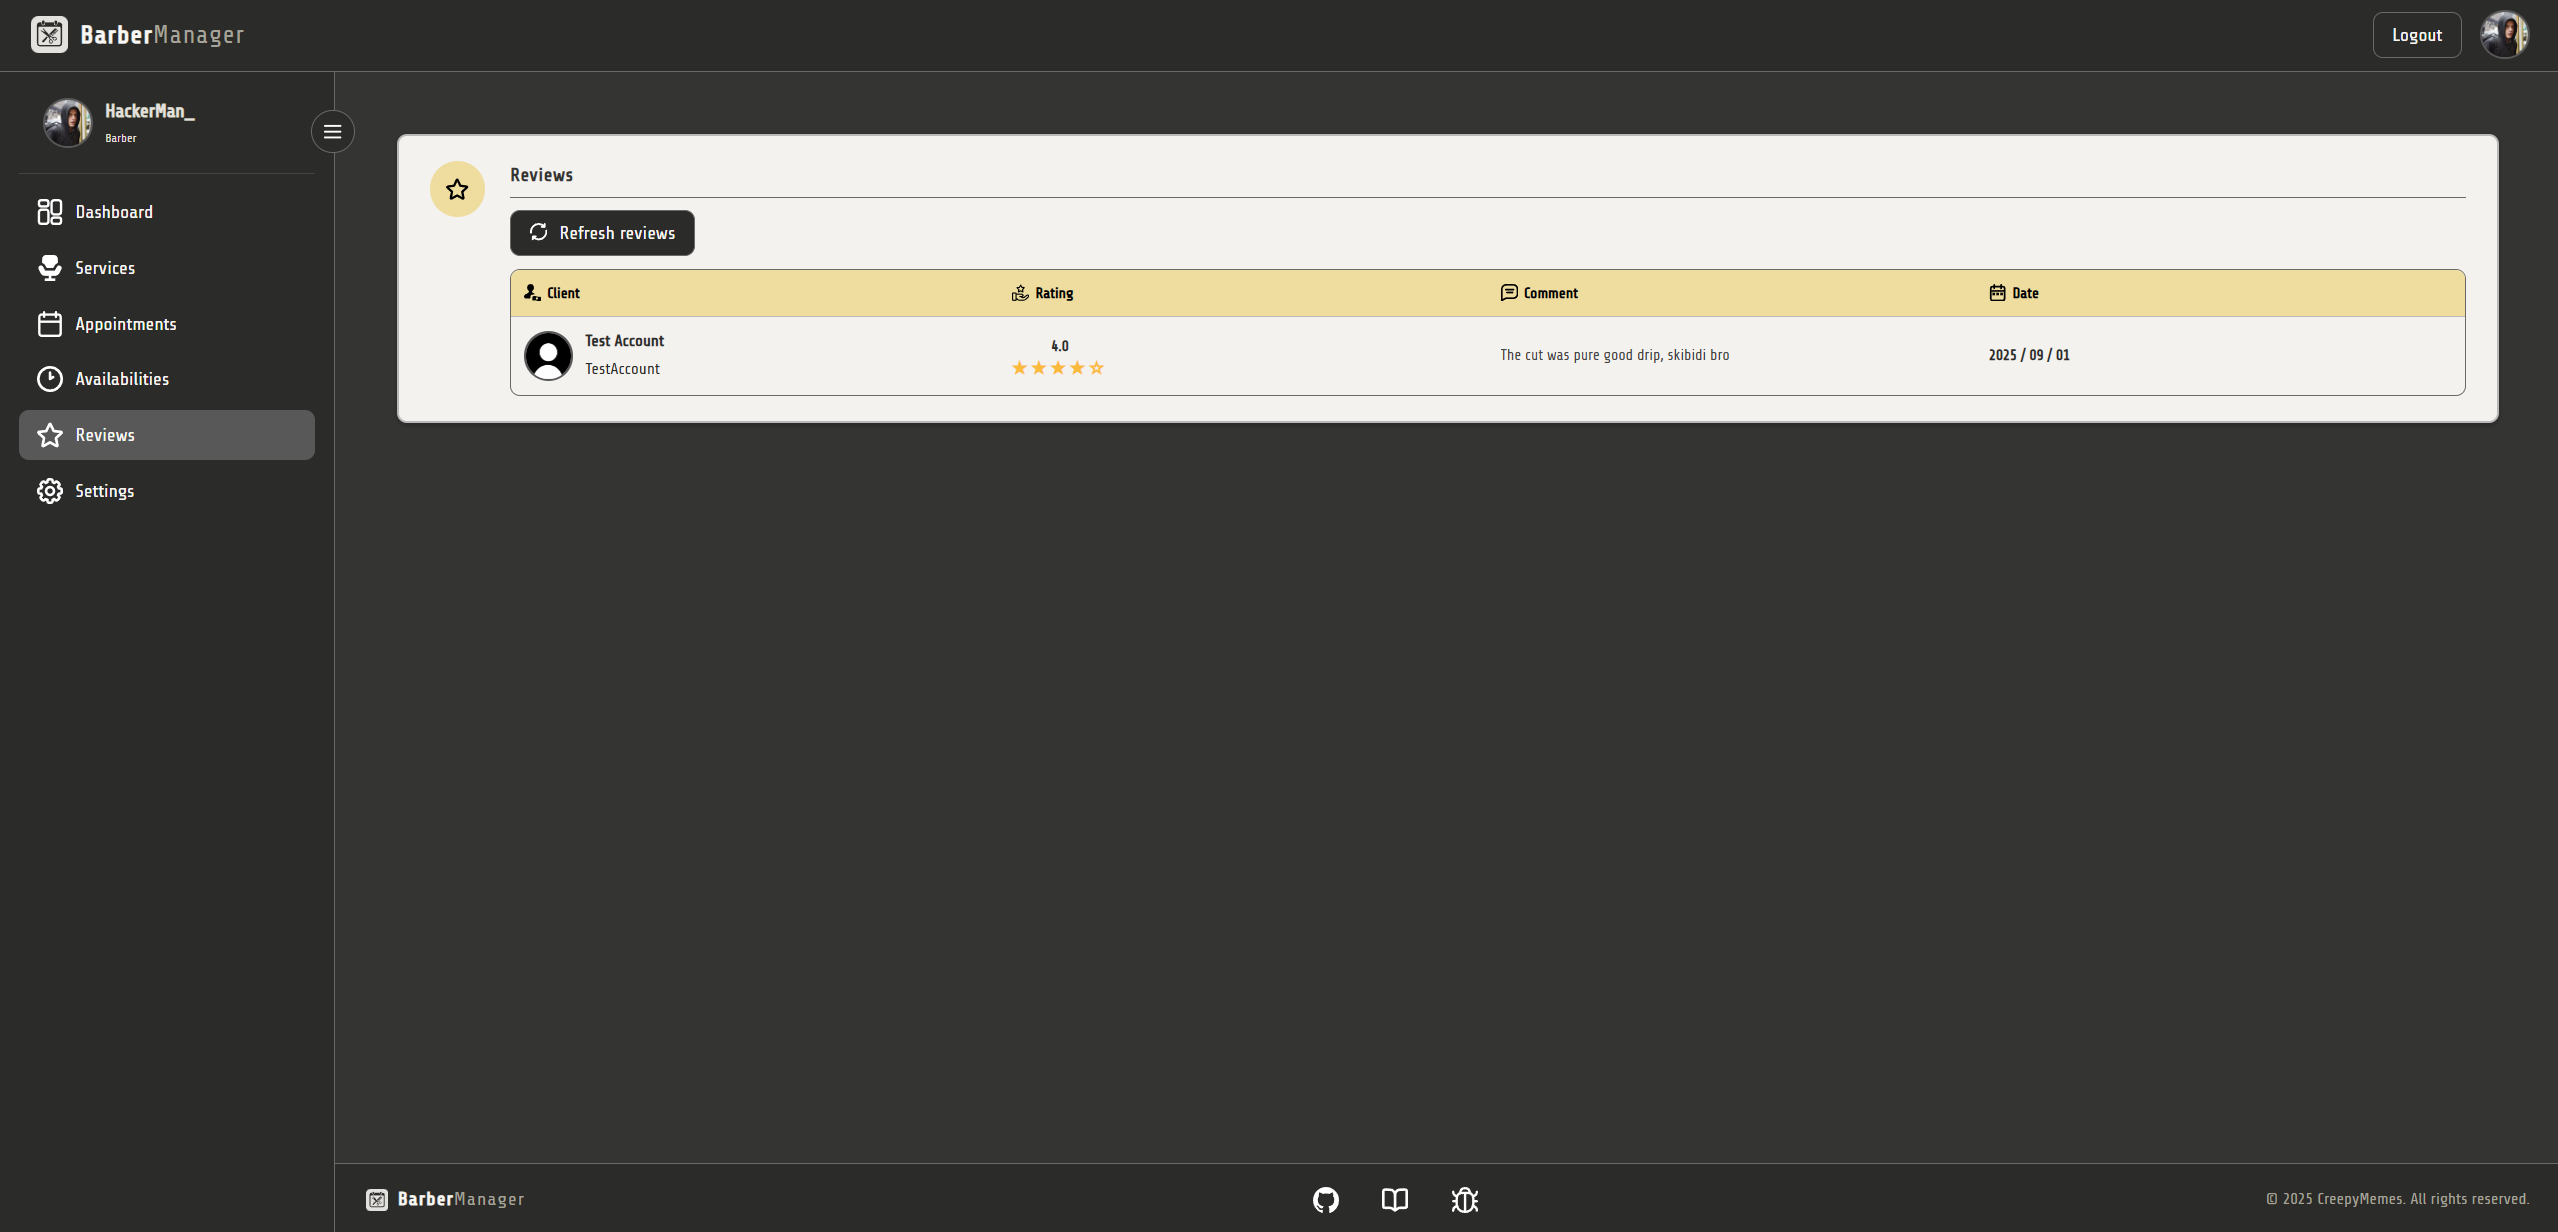 BarberManager
Logout
HackerMan_
Barber
Dashboard
Services
Appointments
Availabilities
Reviews
Settings
Reviews
Refresh reviews
Client Rating Comment Date
Test Account
TestAccount
4.0
The cut was pure good drip, skibidi bro
2025 / 09 / 01
BarberManager
© 2025 CreepyMemes. All rights reserved.